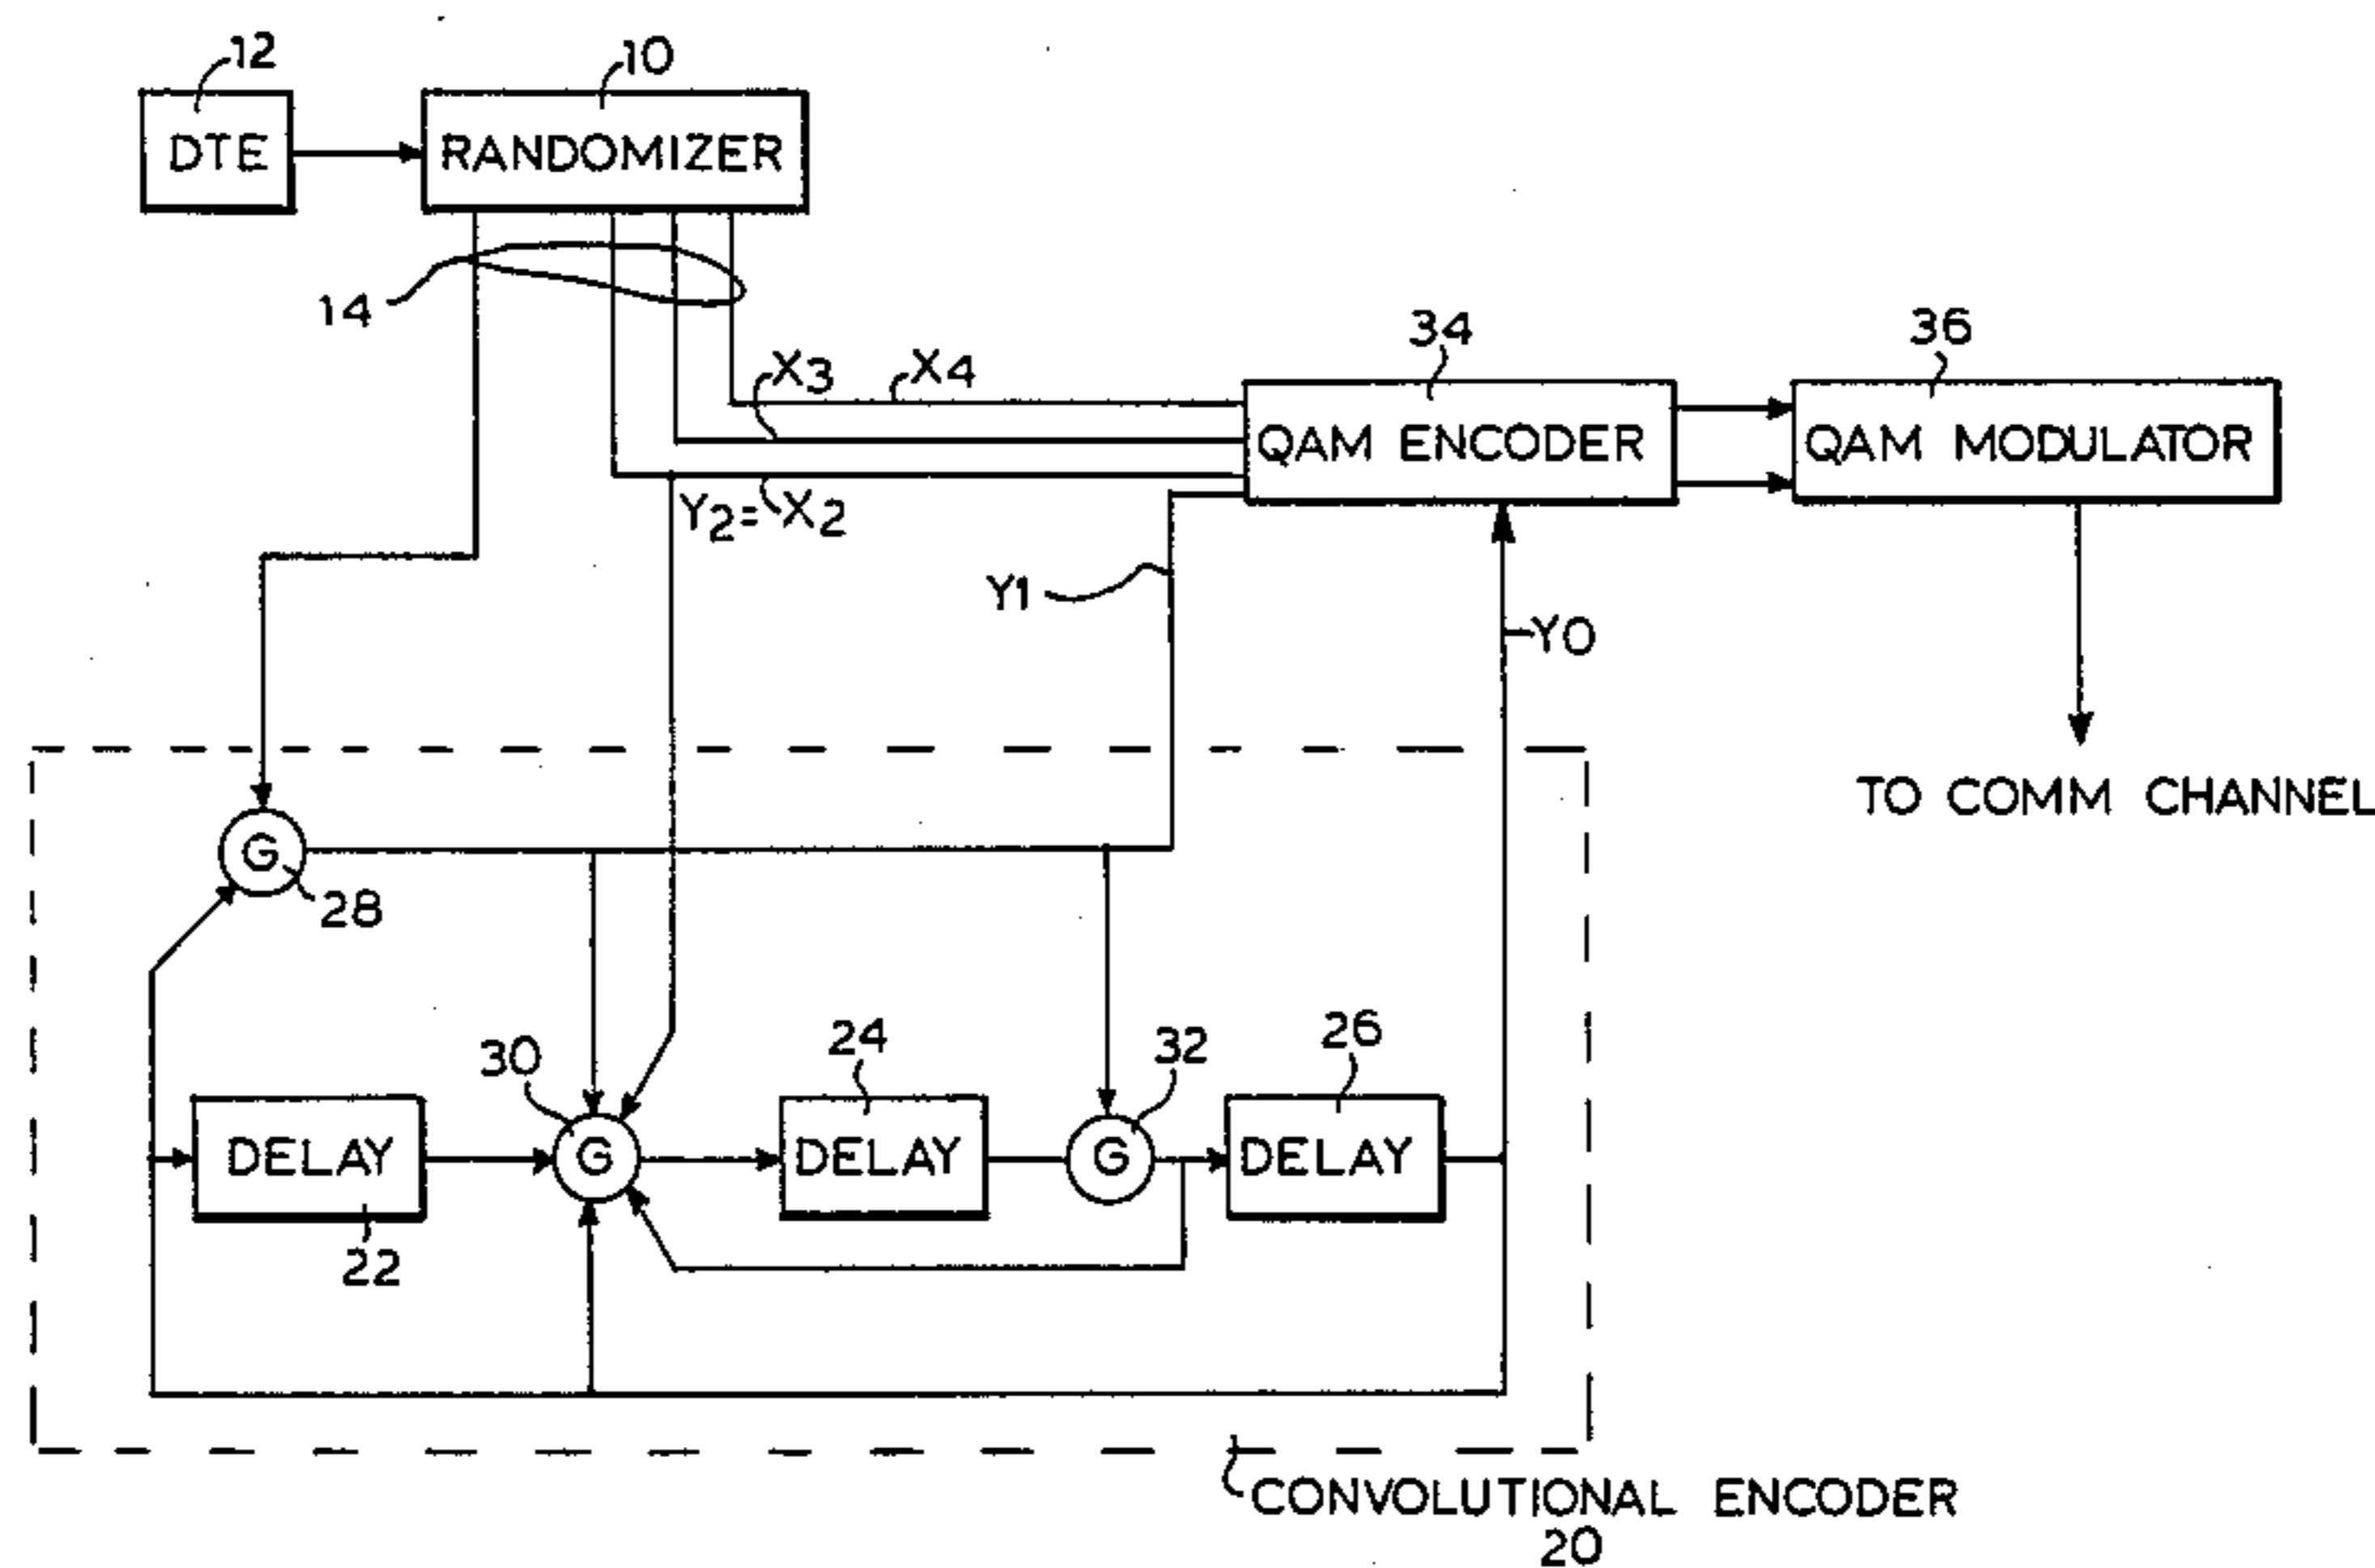 12
10
DTE
RANDOMIZER
14
X3
X4
34
36
QAM ENCODER
QAM MODULATOR
Y2=X2
Y1
YO
TO COMM CHANNEL
G
28
30
24
32
26
DELAY
G
DELAY
G
DELAY
22
CONVOLUTIONAL ENCODER
20